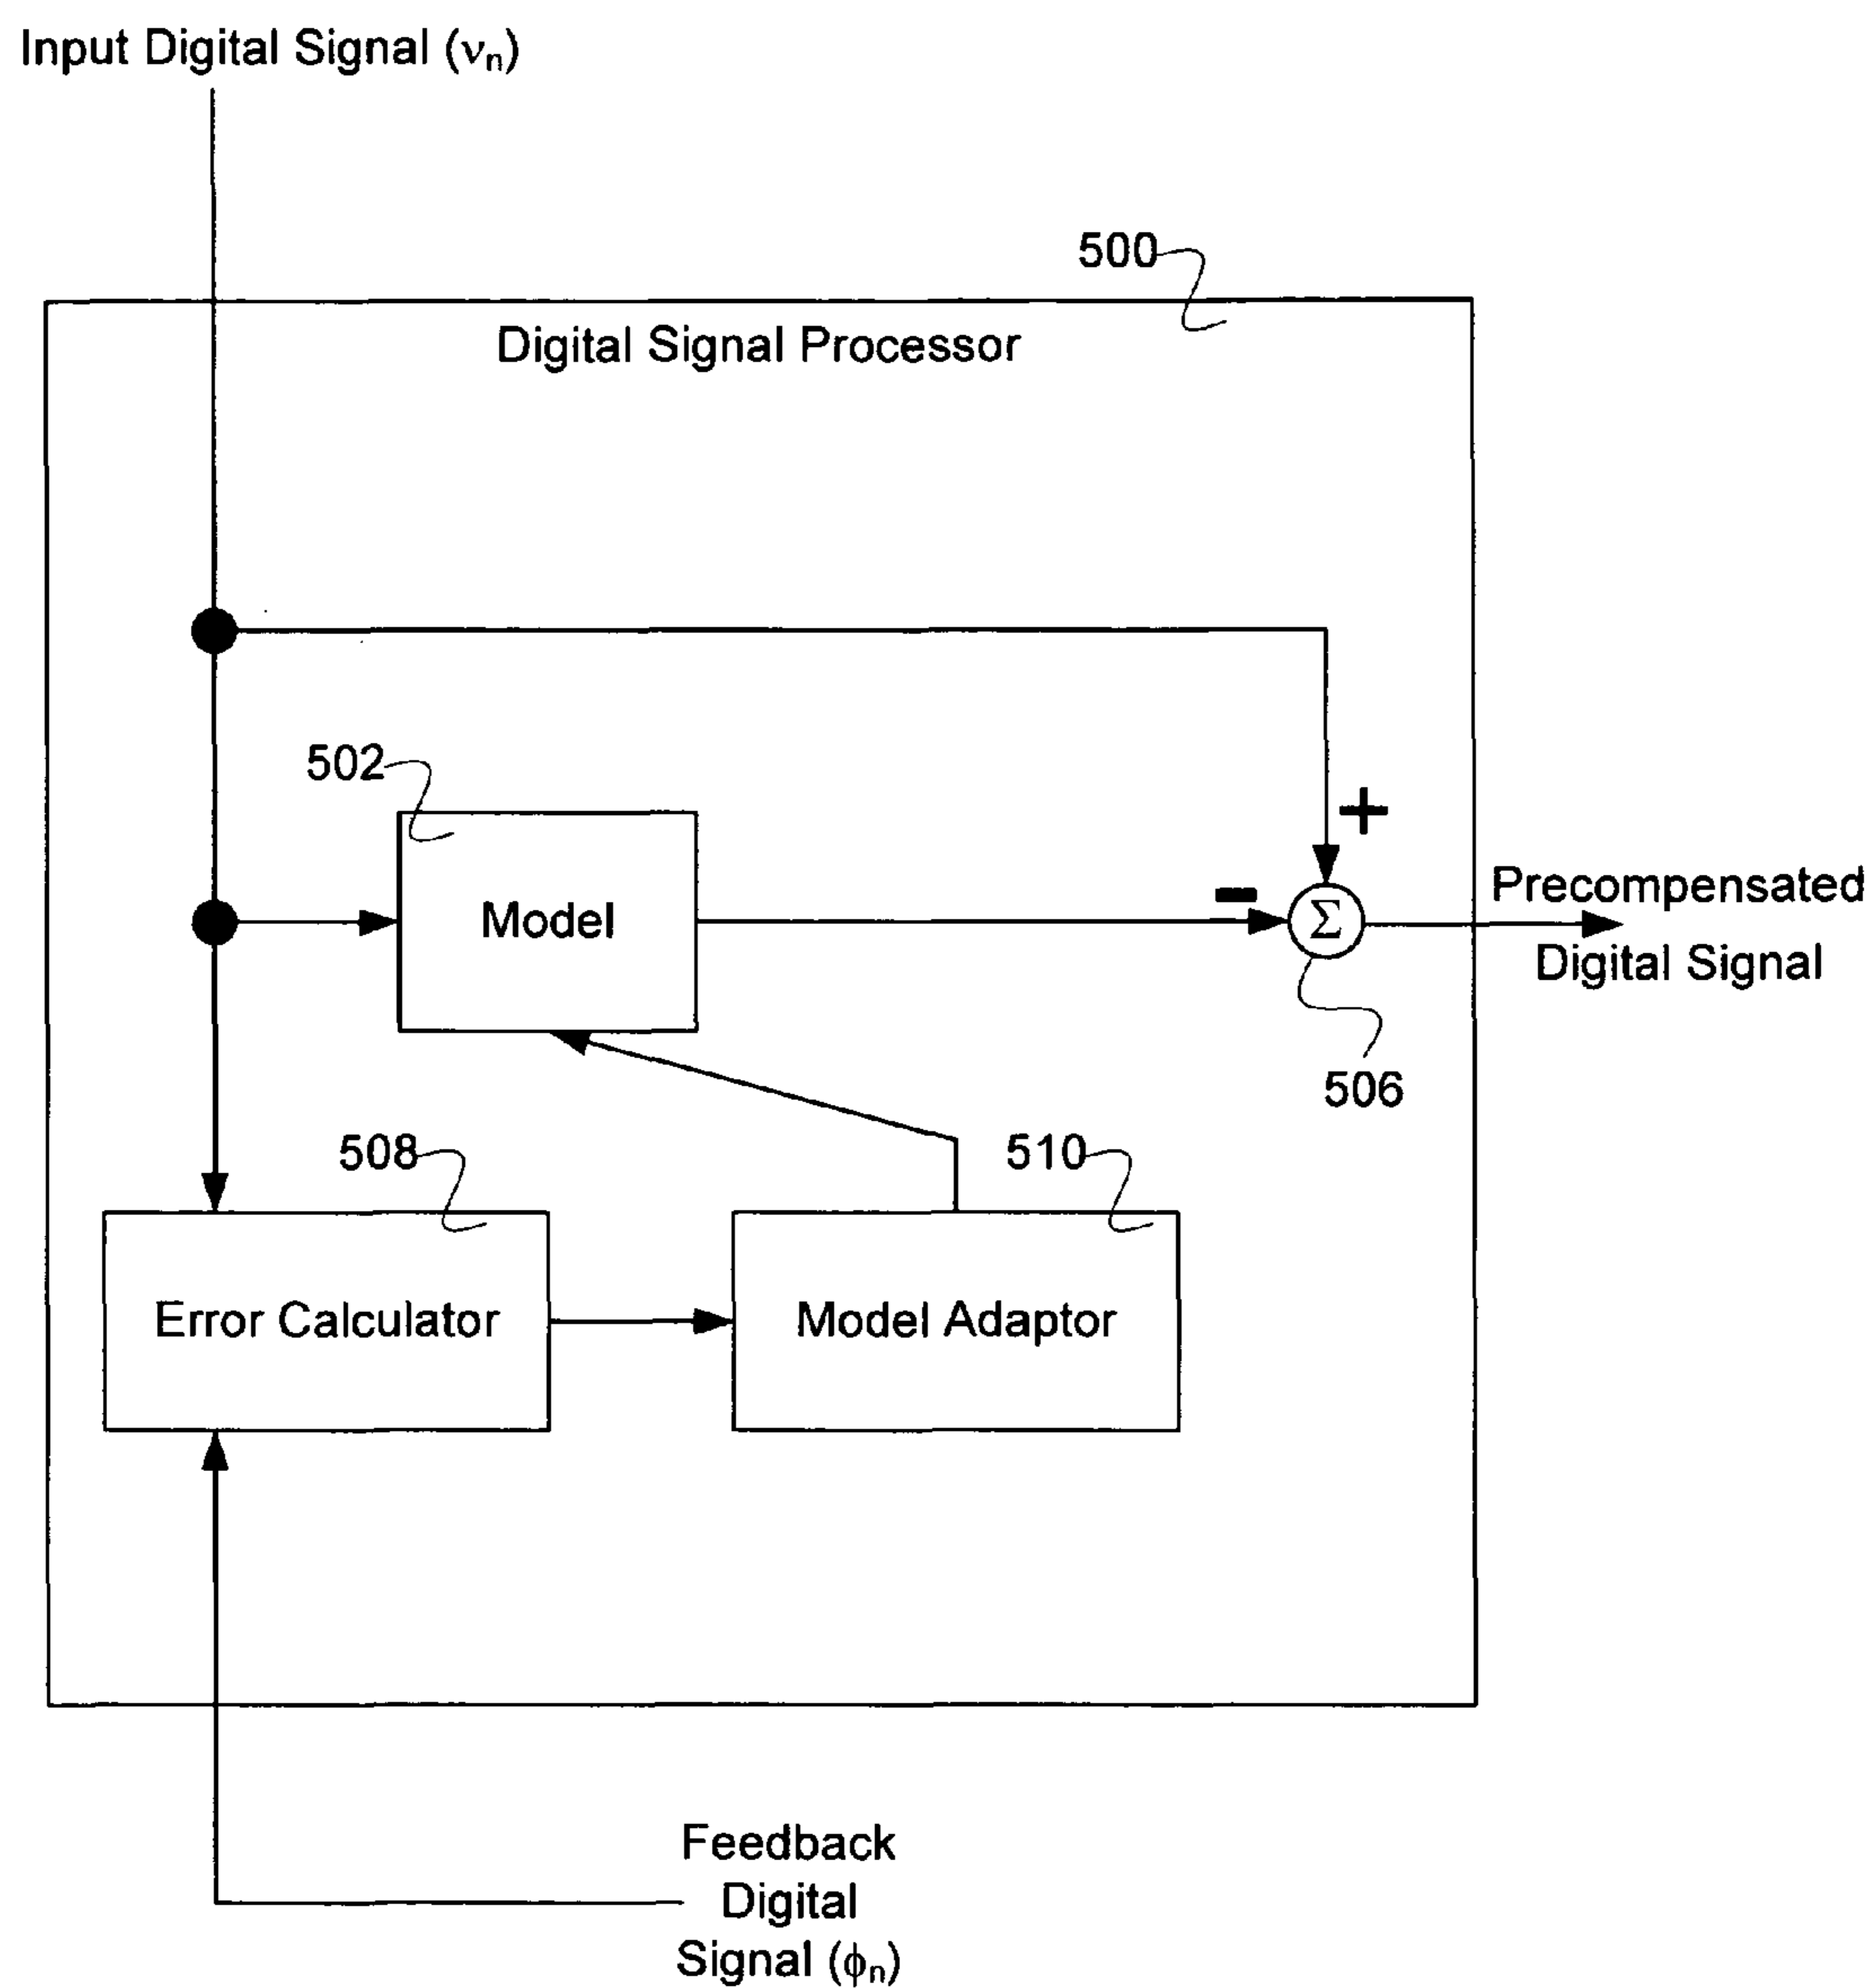 Input Digital Signal (νn)
500
Digital Signal Processor
502
+
Model
-
Σ
Precompensated
Digital Signal
506
508
510
Error Calculator
Model Adaptor
Feedback
Digital
Signal (ϕn)